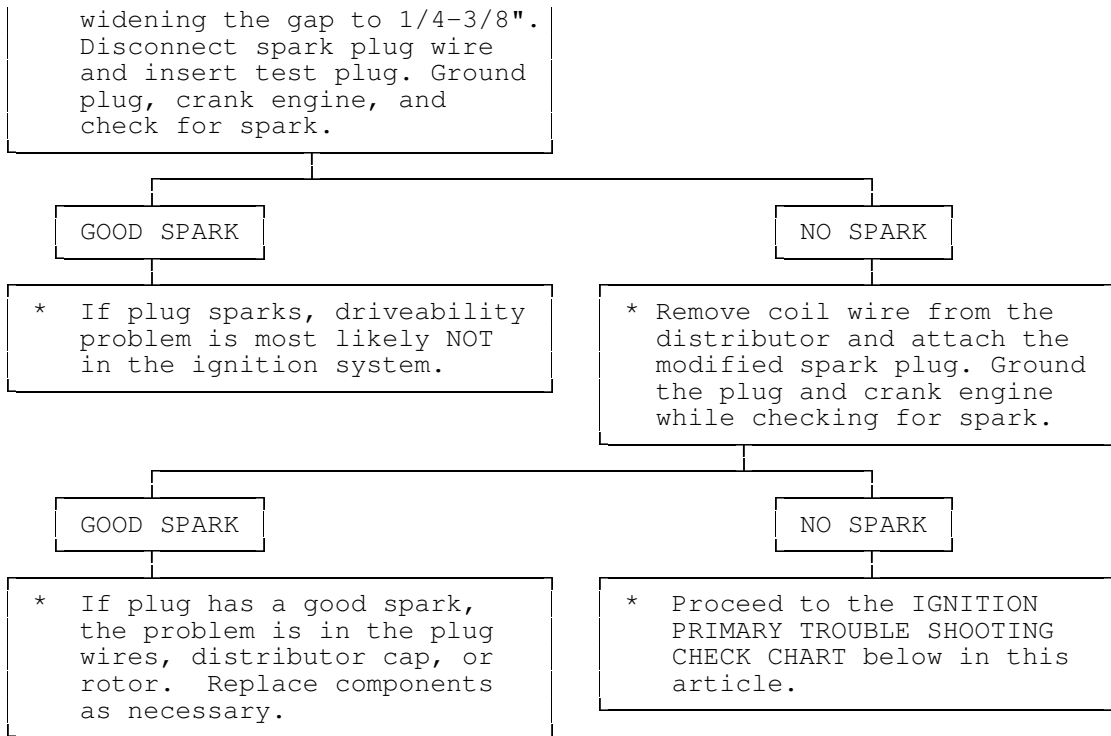 widening the gap to 1/4-3/8".
Disconnect spark plug wire
and insert test plug. Ground
plug, crank engine, and
check for spark.
GOOD SPARK
NO SPARK
* If plug sparks, driveability
problem is most likely NOT
in the ignition system.
* Remove coil wire from the
distributor and attach the
modified spark plug. Ground
the plug and crank engine
while checking for spark.
GOOD SPARK
NO SPARK
* If plug has a good spark,
the problem is in the plug
wires, distributor cap, or
rotor. Replace components
as necessary.
* Proceed to the IGNITION
PRIMARY TROUBLE SHOOTING
CHECK CHART below in this
article.